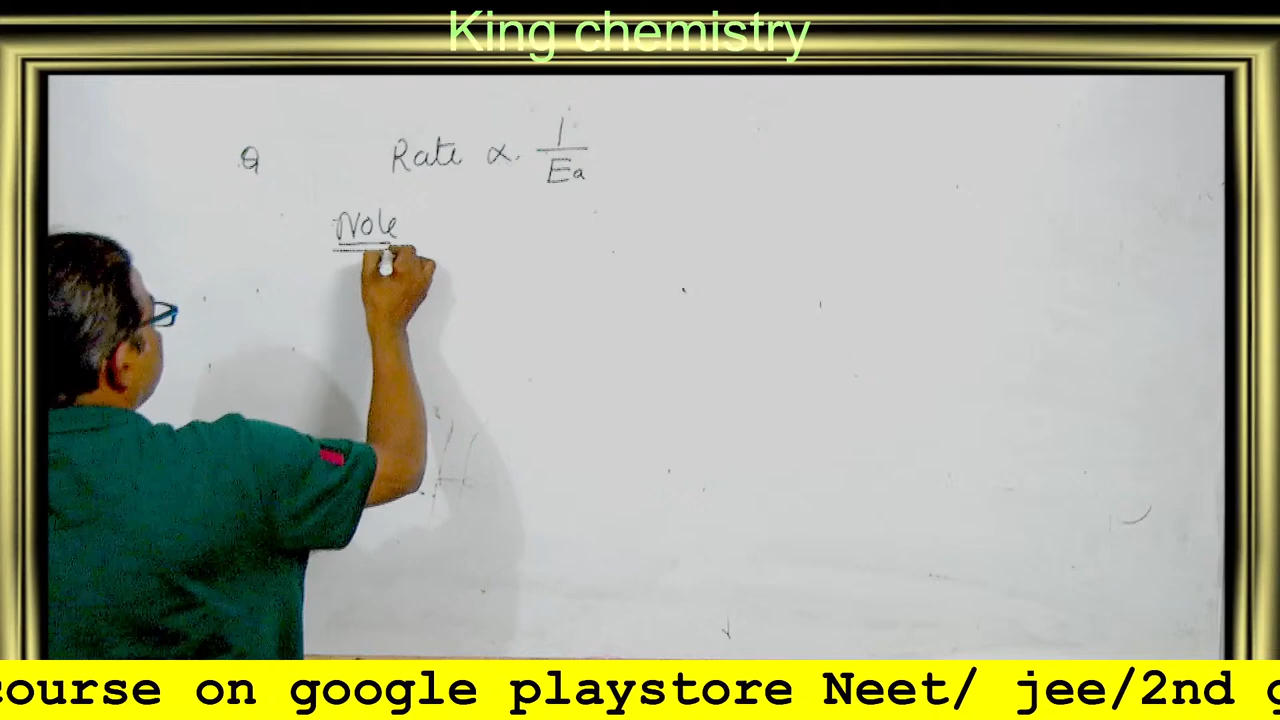 King chemistry
Q Rate α. 1/Ea
Note
course on google playstore Neet/ jee/2nd